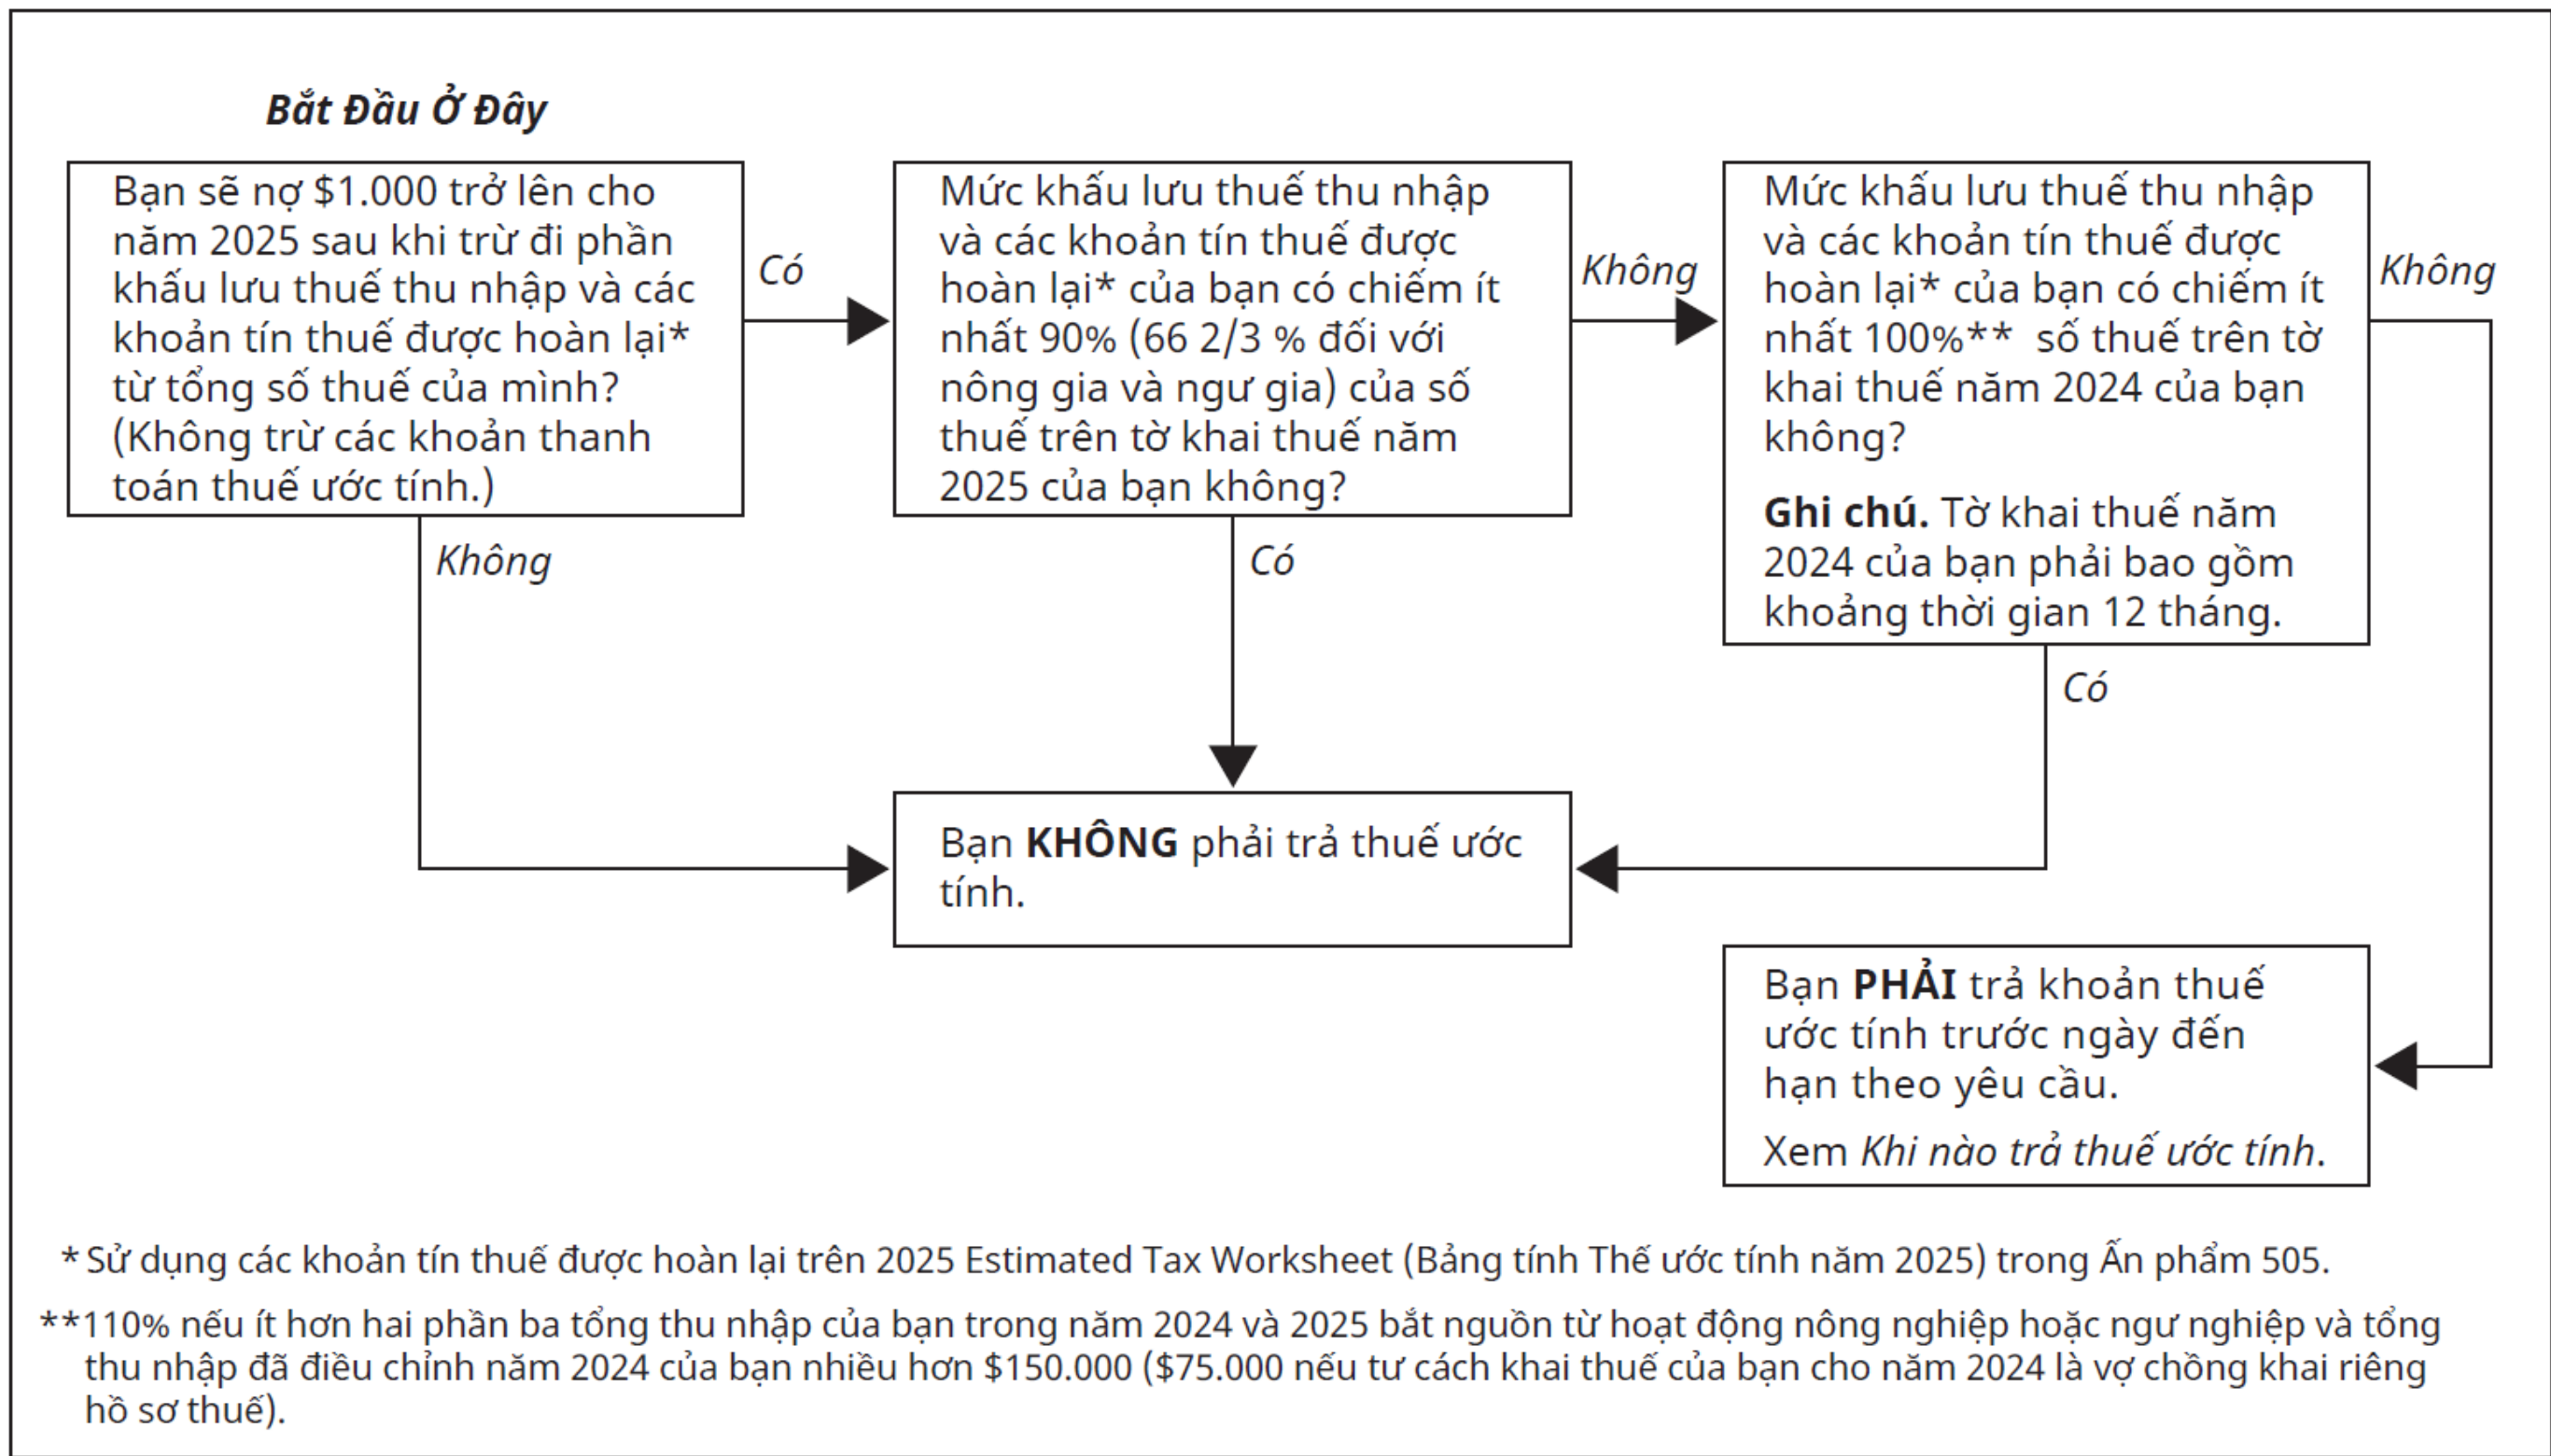 Bắt Đầu Ở Đây
Bạn sẽ nợ $1.000 trở lên cho
năm 2025 sau khi trừ đi phần
khấu lưu thuế thu nhập và các
khoản tín thuế được hoàn lại*
từ tổng số thuế của mình?
(Không trừ các khoản thanh
toán thuế ước tính.)
Có
Không
Mức khấu lưu thuế thu nhập
và các khoản tín thuế được
hoàn lại* của bạn có chiếm ít
nhất 90% (66 2/3 % đối với
nông gia và ngư gia) của số
thuế trên tờ khai thuế năm
2025 của bạn không?
Không
Có
Mức khấu lưu thuế thu nhập
và các khoản tín thuế được
hoàn lại* của bạn có chiếm ít
nhất 100%** số thuế trên tờ
khai thuế năm 2024 của bạn
không?
Ghi chú. Tờ khai thuế năm
2024 của bạn phải bao gồm
khoảng thời gian 12 tháng.
Không
Có
Bạn KHÔNG phải trả thuế ước
tính.
Bạn PHẢI trả khoản thuế
ước tính trước ngày đến
hạn theo yêu cầu.
Xem Khi nào trả thuế ước tính.
* Sử dụng các khoản tín thuế được hoàn lại trên 2025 Estimated Tax Worksheet (Bảng tính Thế ước tính năm 2025) trong Ấn phẩm 505.
**110% nếu ít hơn hai phần ba tổng thu nhập của bạn trong năm 2024 và 2025 bắt nguồn từ hoạt động nông nghiệp hoặc ngư nghiệp và tổng
thu nhập đã điều chỉnh năm 2024 của bạn nhiều hơn $150.000 ($75.000 nếu tư cách khai thuế của bạn cho năm 2024 là vợ chồng khai riêng
hồ sơ thuế).